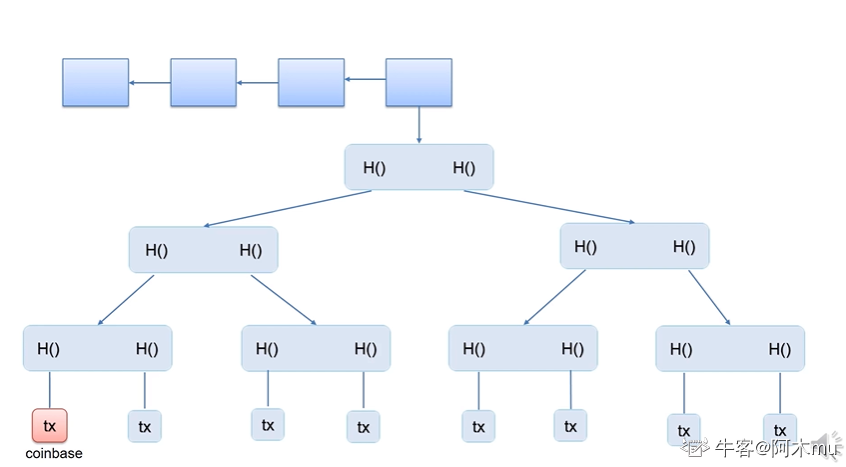 H() H()
H() H() H() H()
H() H() H() H() H() H() H() H()
tx tx tx tx tx tx tx tx
coinbase
牛客@阿木mu